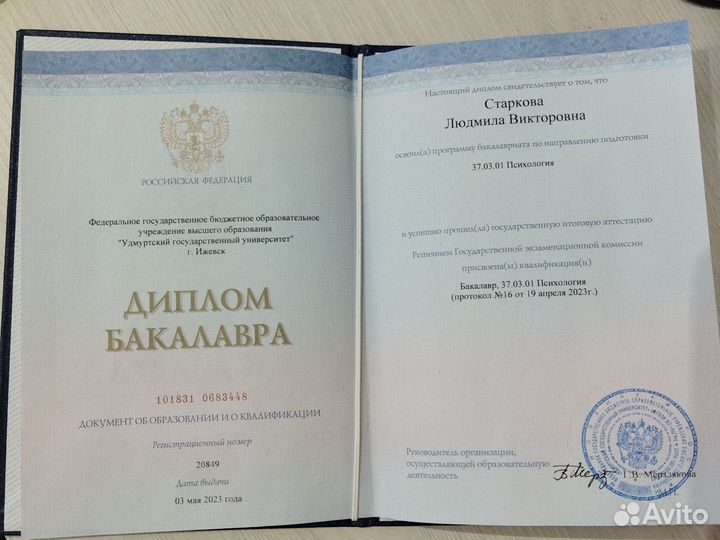 РОССИЙСКАЯ ФЕДЕРАЦИЯ
Федеральное государственное бюджетное образовательное
учреждение высшего образования
"Удмуртский государственный университет"
г. Ижевск
ДИПЛОМ
БАКАЛАВРА
101831 0683448
ДОКУМЕНТ ОБ ОБРАЗОВАНИИ И О КВАЛИФИКАЦИИ
Регистрационный номер
20849
Дата выдачи
03 мая 2023 года
Настоящий диплом свидетельствует о том, что
Старкова
Людмила Викторовна
освоил(а) программу бакалавриата по направлению подготовки
37.03.01 Психология
и успешно прошел(ла) государственную итоговую аттестацию
Решением Государственной экзаменационной комиссии
присвоена(ы) квалификация(и)
Бакалавр, 37.03.01 Психология
(протокол №16 от 19 апреля 2023г.)
Руководитель организации,
осуществляющей образовательную
деятельность
Г.В. Мерзлякова
Avito